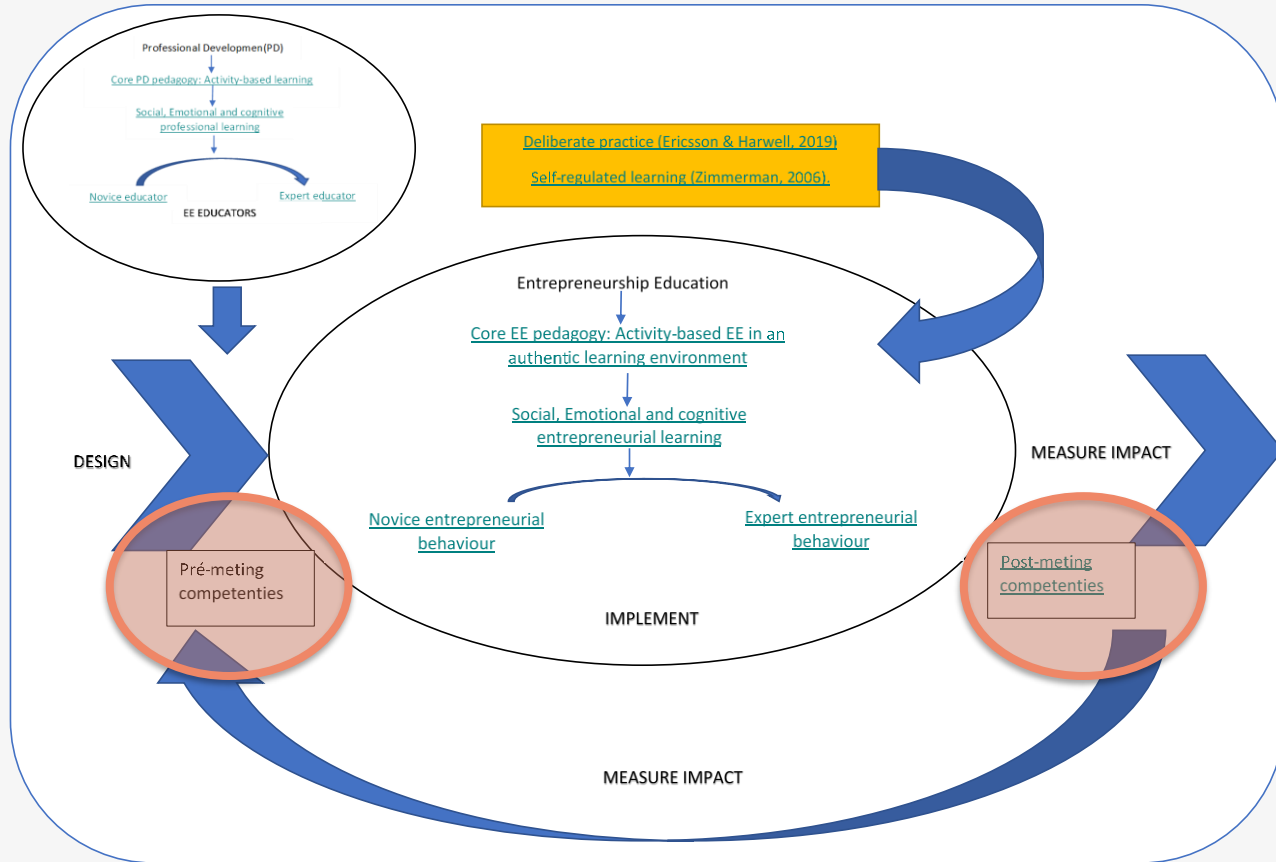 Professional Developmen(PD)
Core PD pedagogy: Activity-based learning
Social, Emotional and cognitive
professional learning
Novice educator
Expert educator
EE EDUCATORS
Deliberate practice (Ericsson & Harwell, 2019)
Self-regulated learning (Zimmerman, 2006).
Entrepreneurship Education
Core EE pedagogy: Activity-based EE in an
authentic learning environment
Social, Emotional and cognitive
entrepreneurial learning
Novice entrepreneurial
behaviour
Expert entrepreneurial
behaviour
IMPLEMENT
DESIGN
MEASURE IMPACT
Pré-meting
competenties
Post-meting
competenties
MEASURE IMPACT